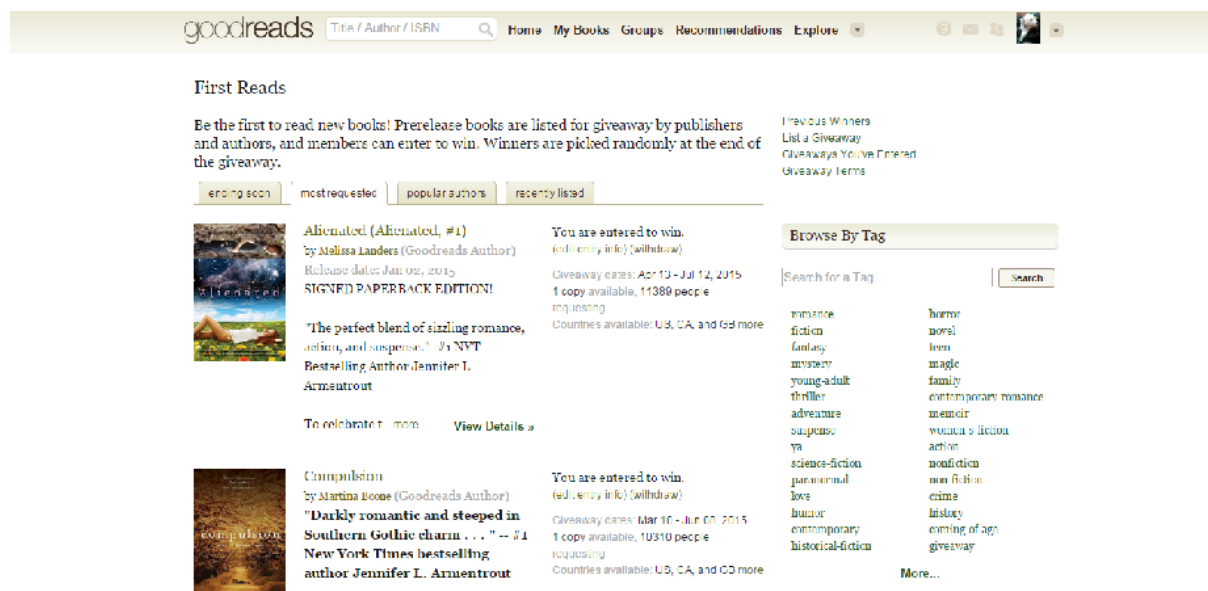 goodreads
Title / Author / ISBN
Home My Books Groups Recommendations Explore
First Reads
Be the first to read new books! Prerelease books are listed for giveaway by publishers
and authors, and members can enter to win. Winners are picked randomly at the end of
the giveaway.
Previous Winners
List a Giveaway
Giveaways You've Entered
Giveaway Terms
ending soon most requested popular authors recently listed
Alienated (Alienated, #1)
by Melissa Landers (Goodreads Author)
Release date: Jan 02, 2015
SIGNED PAPERBACK EDITION!
"The perfect blend of sizzling romance,
action, and suspense." #1 NYT
Bestselling Author Jennifer L
Armentrout
To celebrate t more
View Details »
Alienated
You are entered to win.
(edit entry info) (withdraw)
Giveaway dates: Apr 13 - Jul 12, 2015
1 copy available, 11389 people
requesting
Countries available: US, CA, and GB more
Compulsion
by Martina Boone (Goodreads Author)
"Darkly romantic and steeped in
Southern Gothic charm . . . " -- #1
New York Times bestselling
author Jennifer L. Armentrout
compulsion
You are entered to win.
(edit entry info) (withdraw)
Giveaway dates: Mar 10 - Jun 08, 2015
1 copy available, 10310 people
requesting
Countries available: US, CA, and GB more
Browse By Tag
Search for a Tag Search
romance
fiction
fantasy
mystery
young-adult
thriller
adventure
suspense
ya
science-fiction
paranormal
love
humor
contemporary
historical-fiction
horror
novel
teen
magic
family
contemporary romance
memoir
women s fiction
action
nonfiction
non fiction
crime
history
coming of age
giveaway
More...